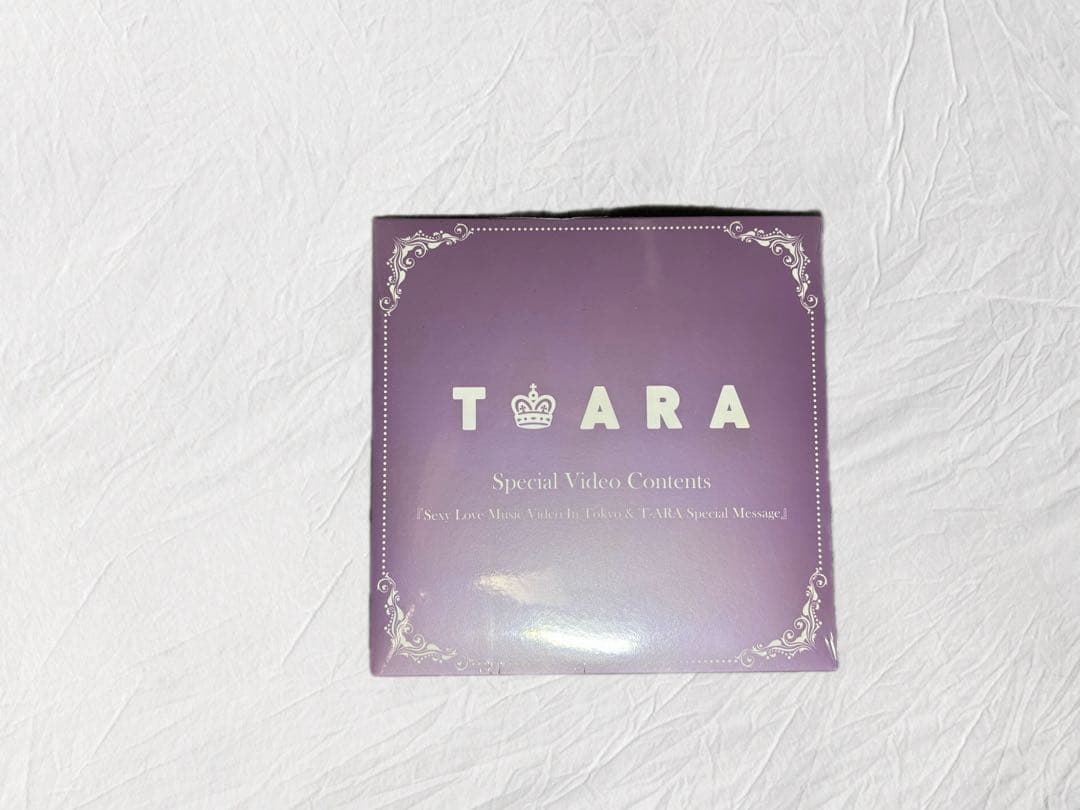 T ARA
Special Video Contents
『Sexy Love Music Video In Tokyo & T-ARA Special Message』